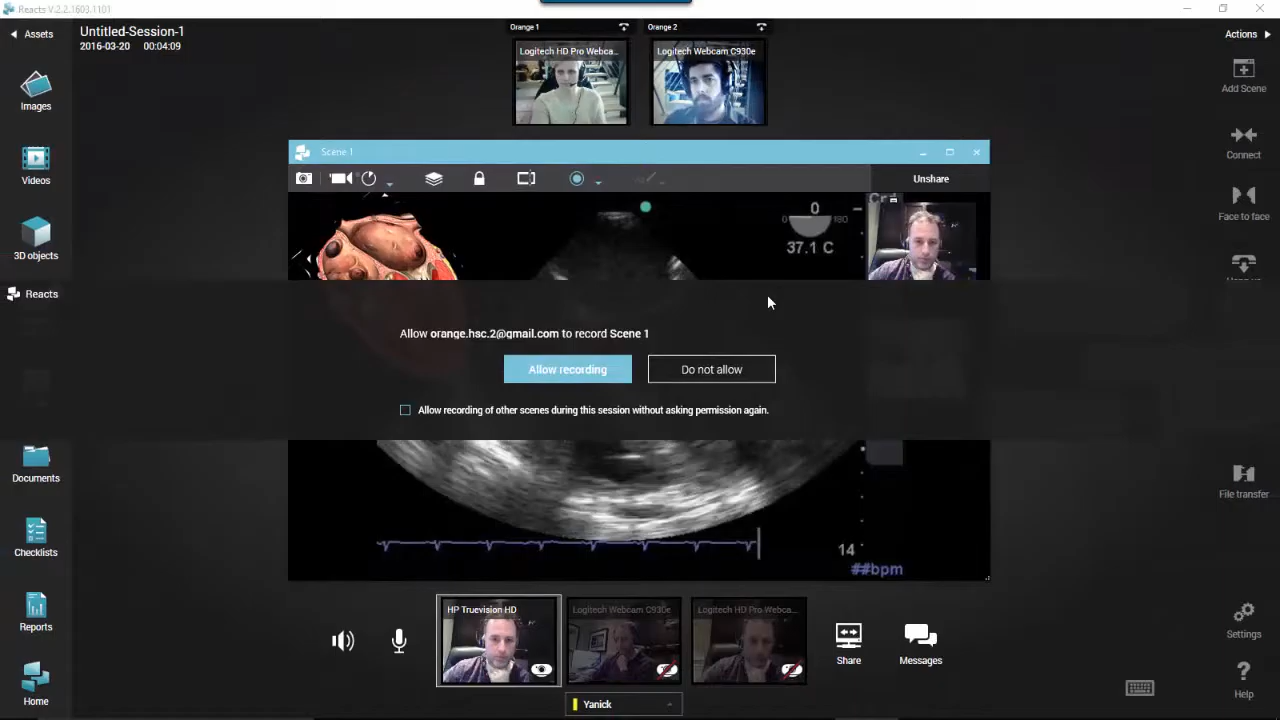 Reacts V.2.2.1603.1101
Assets
Untitled-Session-1
2016-03-20 00:04:09
Orange 1
Orange 2
Logitech HD Pro Webca...
Logitech Webcam C930e
Actions
Images
Videos
3D objects
Reacts
Documents
Checklists
Reports
Home
Add Scene
Connect
Face to face
File transfer
Settings
Help
Scene 1
Unshare
0
0 180
37.1 C
Allow orange.hsc.2@gmail.com to record Scene 1
Allow recording
Do not allow
Allow recording of other scenes during this session without asking permission again.
14
##bpm
HP Truevision HD
Logitech Webcam C930e
Logitech HD Pro Webca...
Share
Messages
Yanick